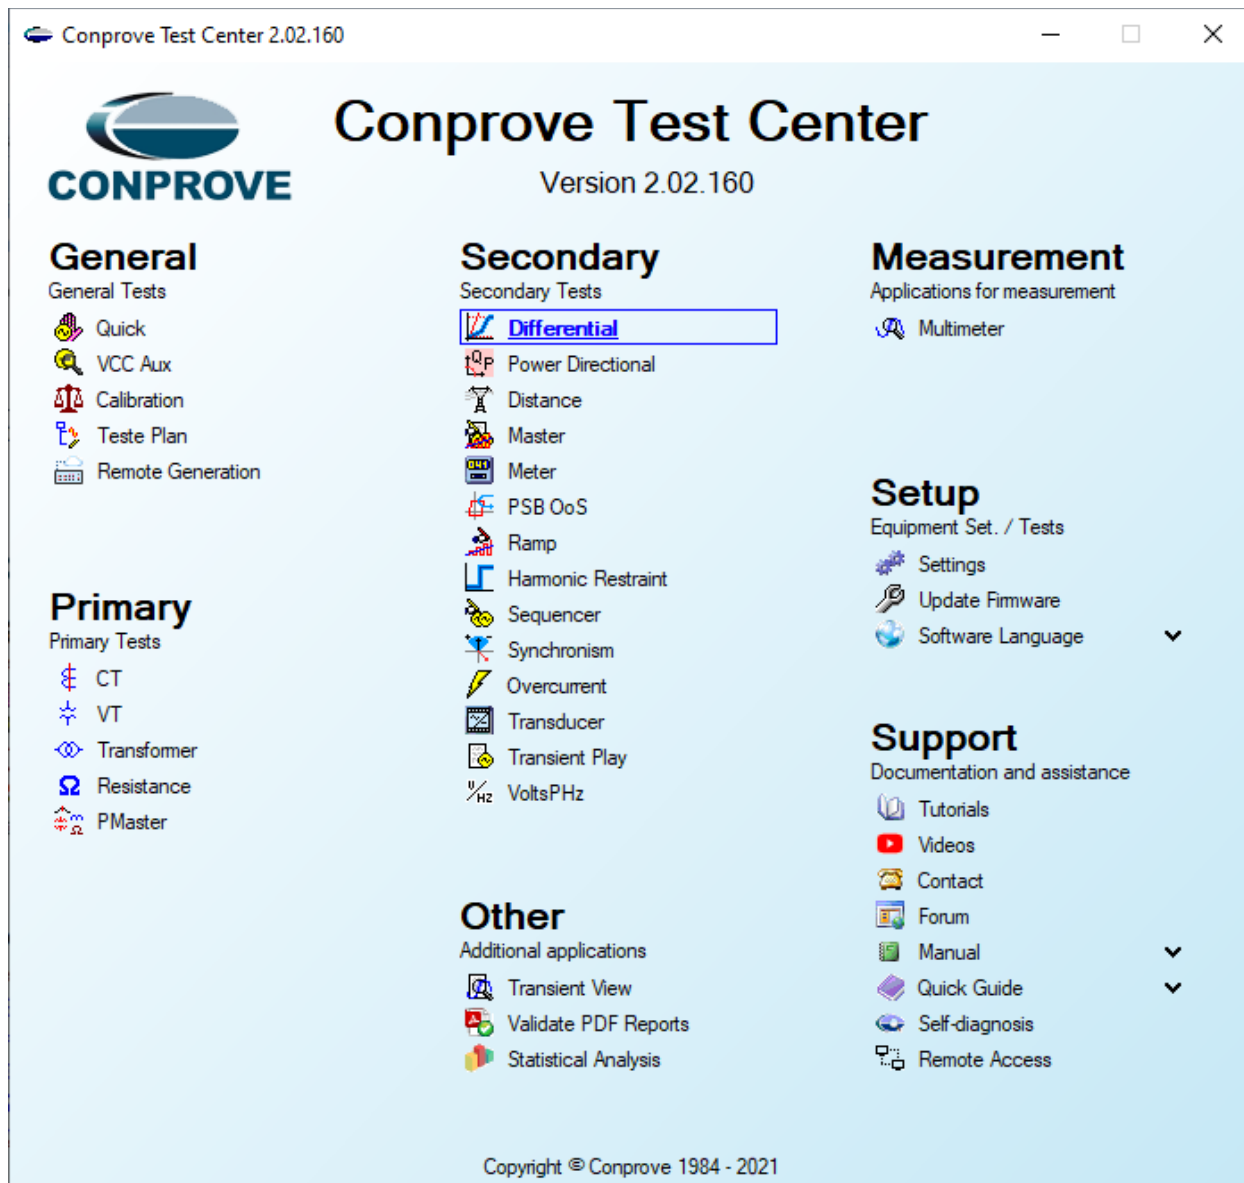 Conprove Test Center 2.02.160
CONPROVE
Conprove Test Center
Version 2.02.160
General
General Tests
Quick
VCC Aux
Calibration
Teste Plan
Remote Generation
Primary
Primary Tests
CT
VT
Transformer
Resistance
PMaster
Secondary
Secondary Tests
Differential
Power Directional
Distance
Master
Meter
PSB OoS
Ramp
Harmonic Restraint
Sequencer
Synchronism
Overcurrent
Transducer
Transient Play
VoltsPHz
Other
Additional applications
Transient View
Validate PDF Reports
Statistical Analysis
Measurement
Applications for measurement
Multimeter
Setup
Equipment Set. / Tests
Settings
Update Firmware
Software Language
Support
Documentation and assistance
Tutorials
Videos
Contact
Forum
Manual
Quick Guide
Self-diagnosis
Remote Access
Copyright © Conprove 1984 - 2021